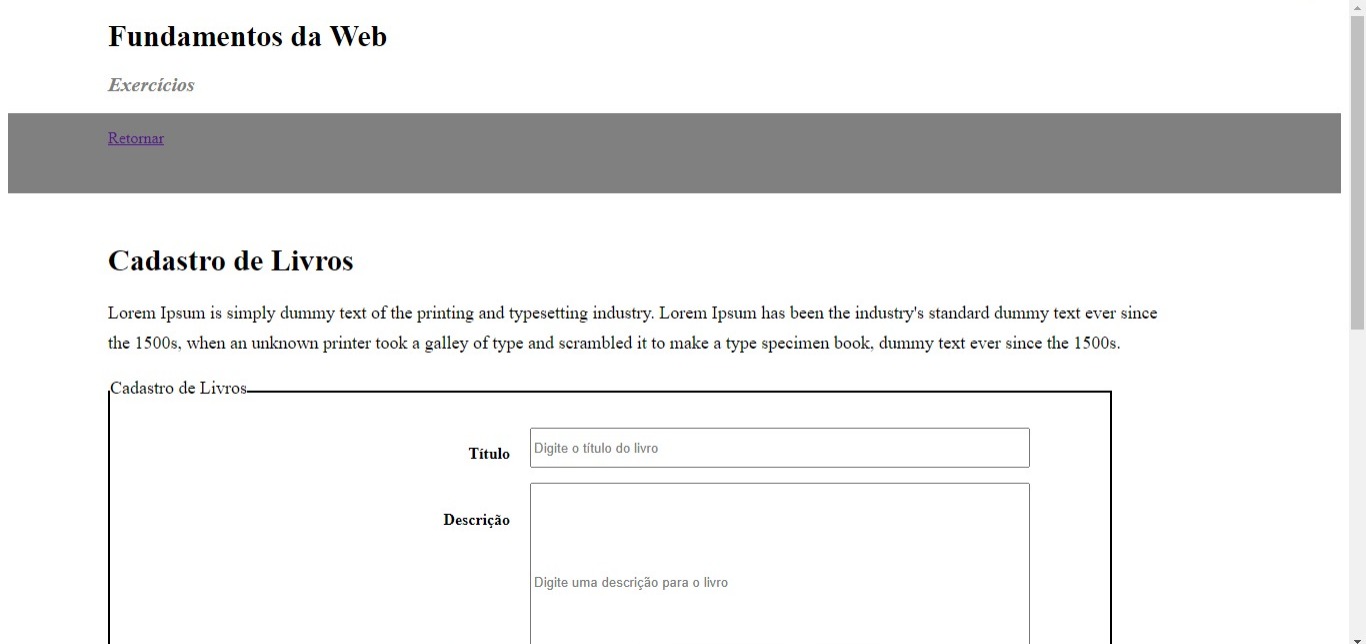 Fundamentos da Web
Exercícios
Retornar
Cadastro de Livros
Lorem Ipsum is simply dummy text of the printing and typesetting industry. Lorem Ipsum has been the industry's standard dummy text ever since
the 1500s, when an unknown printer took a galley of type and scrambled it to make a type specimen book, dummy text ever since the 1500s.
Cadastro de Livros
Título
Digite o título do livro
Descrição
Digite uma descrição para o livro